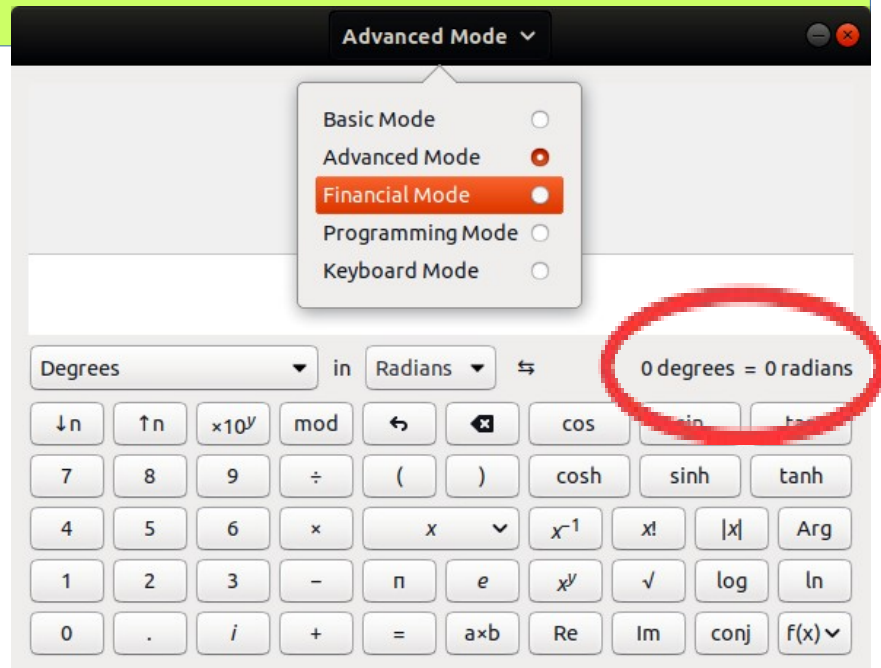 Advanced Mode
Basic Mode
Advanced Mode
Financial Mode
Programming Mode
Keyboard Mode
Degrees in Radians ⇆ 0 degrees = 0 radians
↓n ↑n ×10^y mod cos sin
7 8 9 ÷ ( ) cosh sinh tanh
4 5 6 × x x⁻¹ x! |x| Arg
1 2 3 − π e x^y √ log ln
0 . i + = a×b Re Im conj f(x)